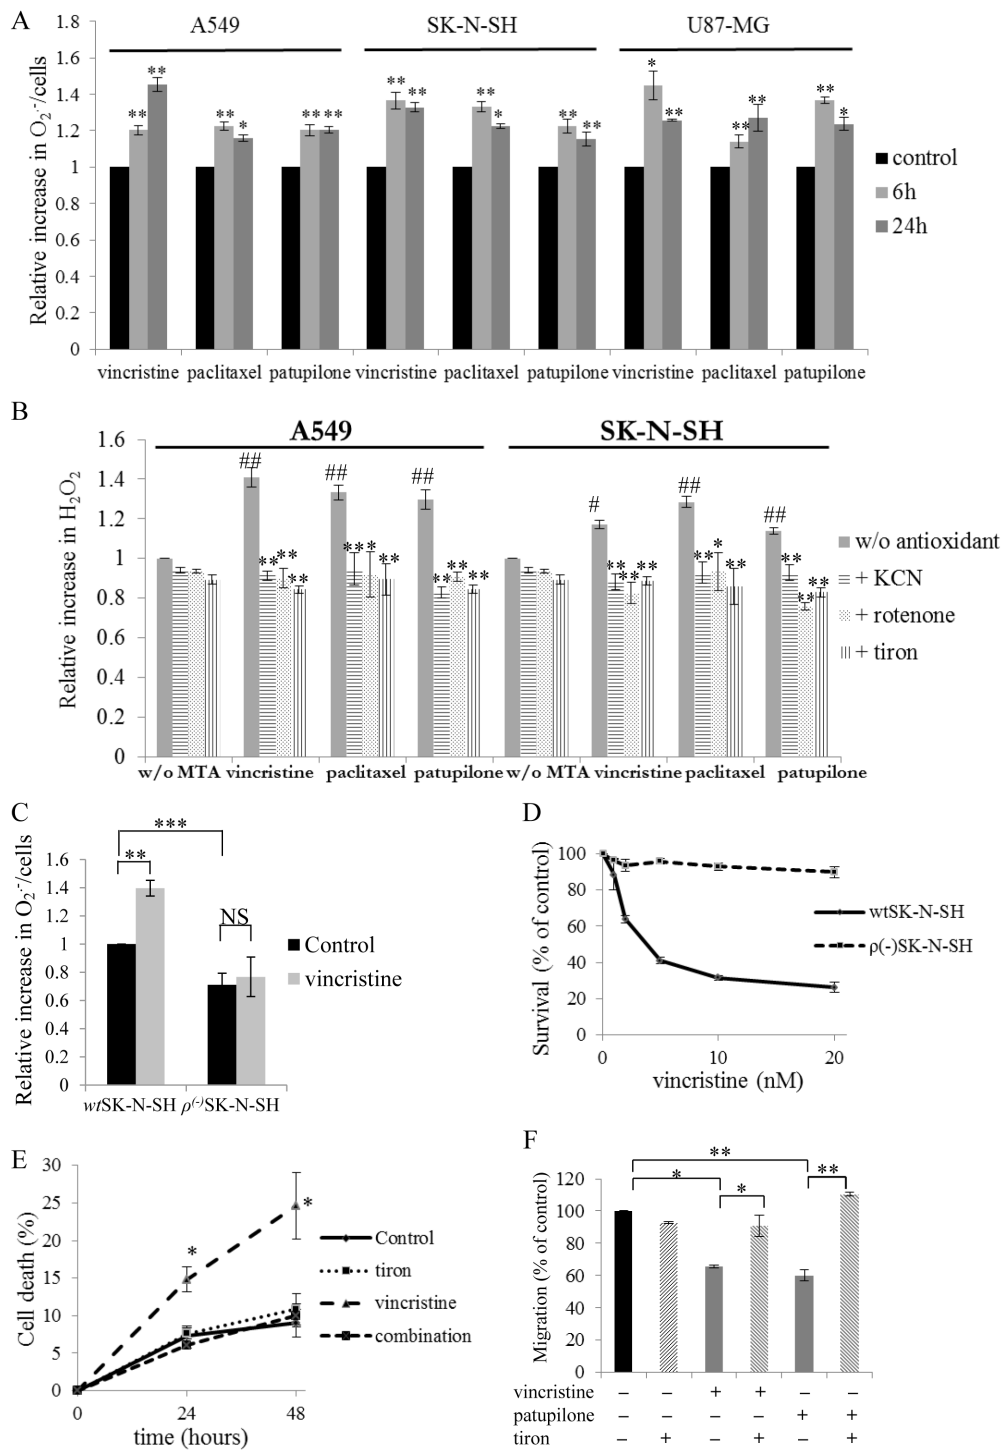 A
A549 SK-N-SH U87-MG
Relative increase in O2·-/cells
1.8
1.6
1.4
1.2
1
0.8
0.6
0.4
0.2
0
** ** ** * ** ** ** ** ** * ** ** * ** ** ** ** *
control
6h
24h
vincristine paclitaxel patupilone vincristine paclitaxel patupilone vincristine paclitaxel patupilone
B
A549 SK-N-SH
Relative increase in H2O2
1.6
1.4
1.2
1
0.8
0.6
0.4
0.2
0
## ## ## # ## ##
** ** ** *** * ** ** ** ** ** ** ** ** * ** ** ** **
w/o antioxidant
+ KCN
+ rotenone
+ tiron
w/o MTA vincristine paclitaxel patupilone w/o MTA vincristine paclitaxel patupilone
C
Relative increase in O2·-/cells
1.6
1.4
1.2
1
0.8
0.6
0.4
0.2
0
***
**
NS
Control
vincristine
wtSK-N-SH ρ(-)SK-N-SH
D
Survival (% of control)
100
80
60
40
20
0
0 10 20
vincristine (nM)
wtSK-N-SH
ρ(-)SK-N-SH
E
Cell death (%)
30
25
20
15
10
5
0
* *
0 24 48
time (hours)
Control
tiron
vincristine
combination
F
Migration (% of control)
120
100
80
60
40
20
0
**
* * **
vincristine – – + + – –
patupilone – – – – + +
tiron – + – + – +